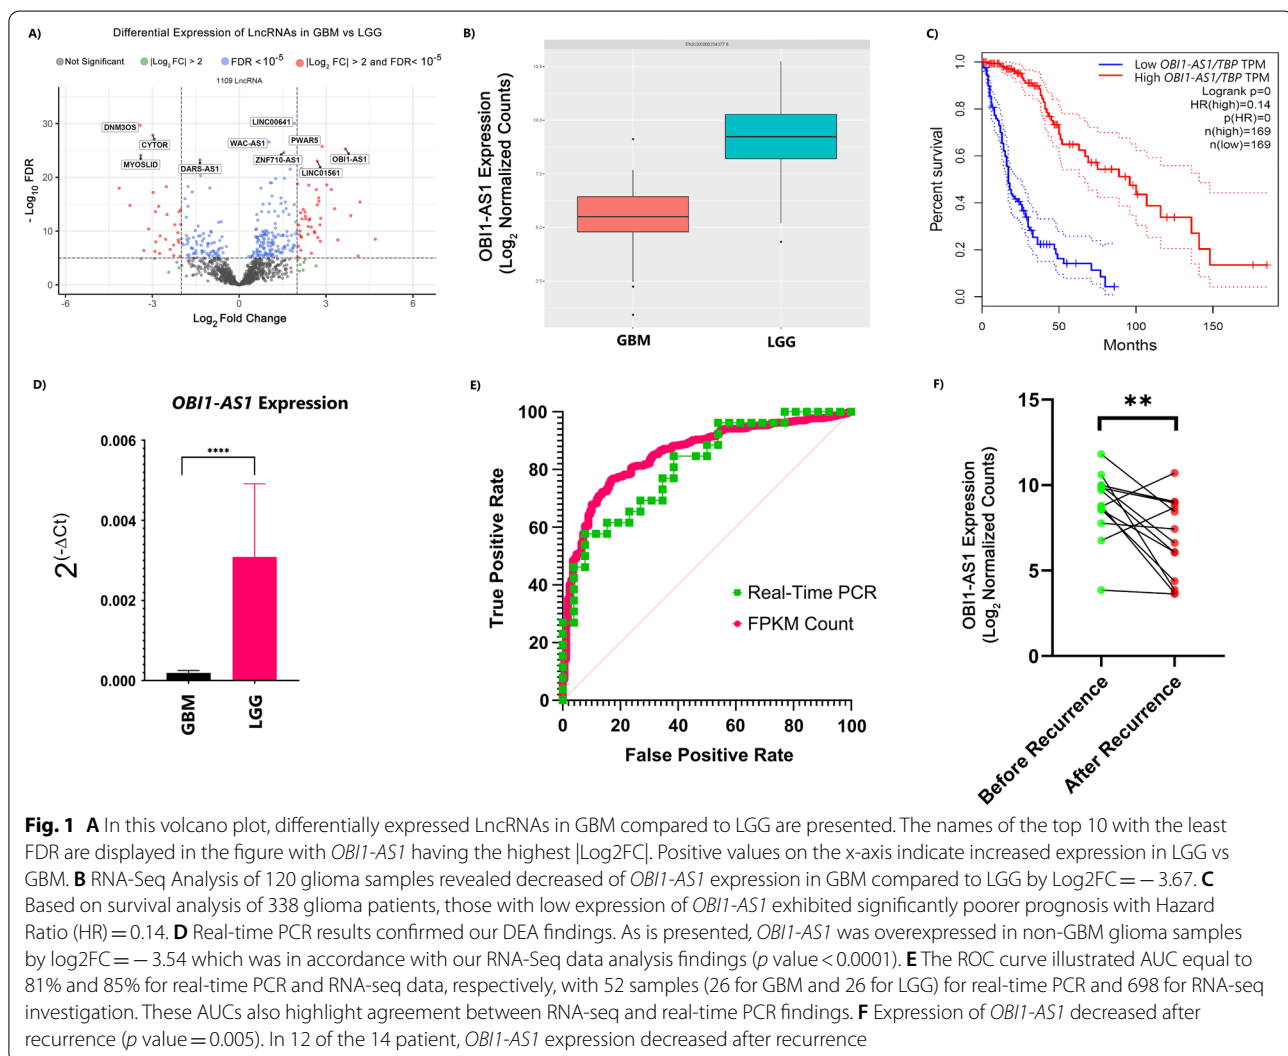 A)
Differential Expression of LncRNAs in GBM vs LGG
Not Significant |Log2 FC| > 2 FDR < 10^-5 |Log2 FC| > 2 and FDR< 10^-5
1109 LncRNA
- Log10 FDR
30
20
10
0
DNM3OS
CYTOR
MYOSLID
DARS-AS1
WAC-AS1
LINC00641
PWAR5
ZNF710-AS1
OBI1-AS1
LINC01561
-6 -3 0 3 6
Log2 Fold Change
B)
OBI1-AS1 Expression
(Log2 Normalized Counts)
12.5
10.0
7.5
5.0
2.5
GBM LGG
C)
Percent survival
1.0
0.8
0.6
0.4
0.2
0.0
Low OBI1-AS1/TBP TPM
High OBI1-AS1/TBP TPM
Logrank p=0
HR(high)=0.14
p(HR)=0
n(high)=169
n(low)=169
0 50 100 150
Months
D)
OBI1-AS1 Expression
2^(-ΔCt)
0.006
0.004
0.002
0.000
****
GBM LGG
E)
True Positive Rate
100
80
60
40
20
0
Real-Time PCR
FPKM Count
0 20 40 60 80 100
False Positive Rate
F)
OBI1-AS1 Expression
(Log2 Normalized Counts)
15
10
5
0
**
Before Recurrence
After Recurrence
Fig. 1 A In this volcano plot, differentially expressed LncRNAs in GBM compared to LGG are presented. The names of the top 10 with the least
FDR are displayed in the figure with OBI1-AS1 having the highest |Log2FC|. Positive values on the x-axis indicate increased expression in LGG vs
GBM. B RNA-Seq Analysis of 120 glioma samples revealed decreased of OBI1-AS1 expression in GBM compared to LGG by Log2FC = − 3.67. C
Based on survival analysis of 338 glioma patients, those with low expression of OBI1-AS1 exhibited significantly poorer prognosis with Hazard
Ratio (HR) = 0.14. D Real-time PCR results confirmed our DEA findings. As is presented, OBI1-AS1 was overexpressed in non-GBM glioma samples
by log2FC = − 3.54 which was in accordance with our RNA-Seq data analysis findings (p value < 0.0001). E The ROC curve illustrated AUC equal to
81% and 85% for real-time PCR and RNA-seq data, respectively, with 52 samples (26 for GBM and 26 for LGG) for real-time PCR and 698 for RNA-seq
investigation. These AUCs also highlight agreement between RNA-seq and real-time PCR findings. F Expression of OBI1-AS1 decreased after
recurrence (p value = 0.005). In 12 of the 14 patient, OBI1-AS1 expression decreased after recurrence